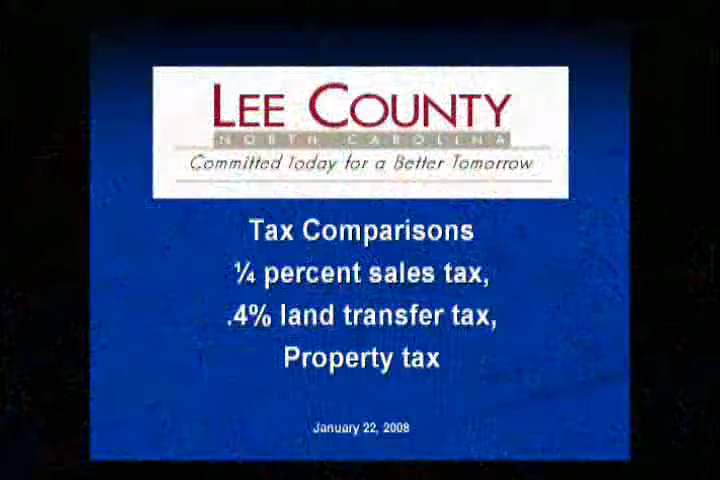 LEE COUNTY
NORTH CAROLINA
Committed Today for a Better Tomorrow
Tax Comparisons
¼ percent sales tax,
.4% land transfer tax,
Property tax
January 22, 2008